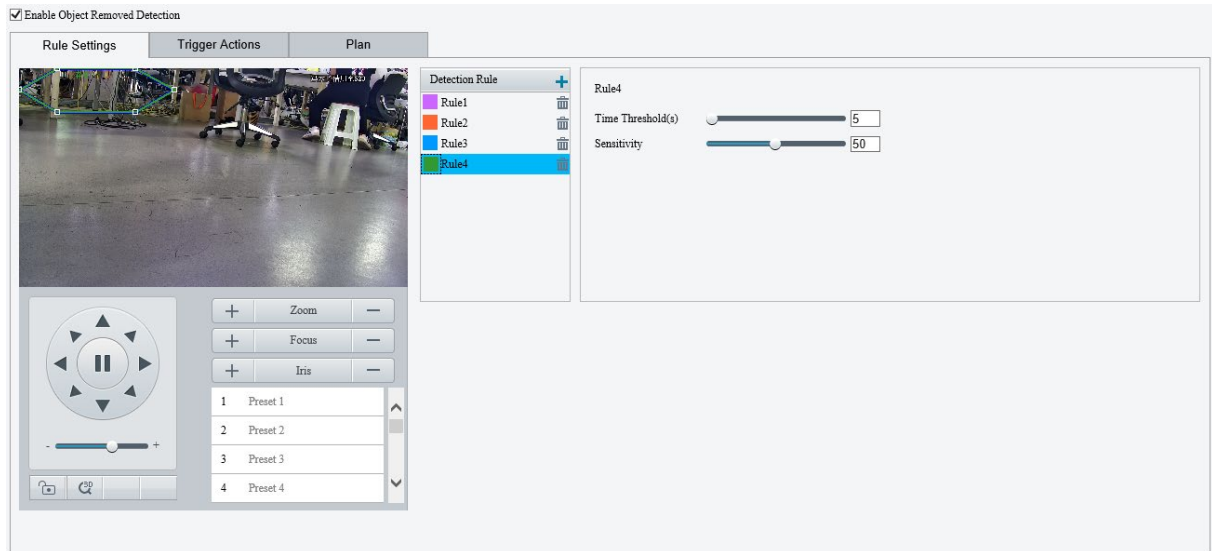 Enable Object Removed Detection
Rule Settings
Trigger Actions
Plan
Detection Rule
Rule1
Rule2
Rule3
Rule4
Rule4
Time Threshold(s) 5
Sensitivity 50
+ Zoom −
+ Focus −
+ Iris −
1 Preset 1
2 Preset 2
3 Preset 3
4 Preset 4
- +
3D